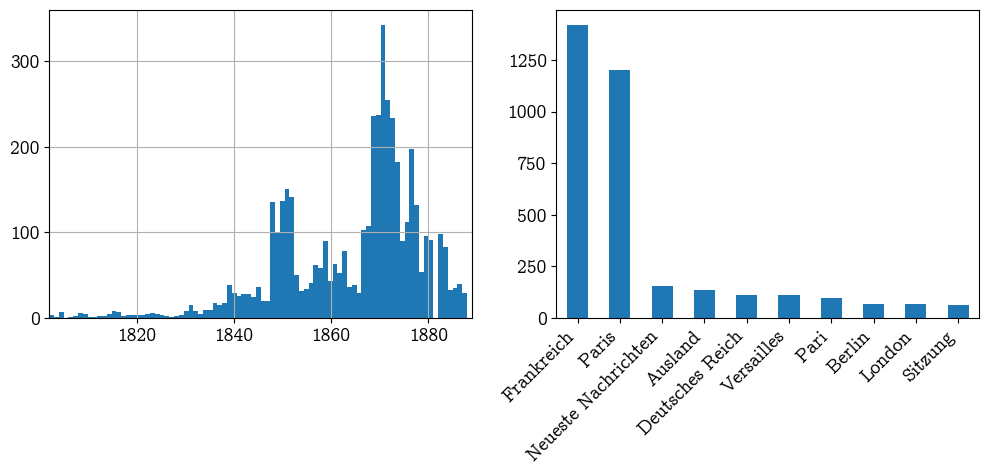 300
200
100
0
1820 1840 1860 1880
1250
1000
750
500
250
0
Frankreich
Paris
Neueste Nachrichten
Ausland
Deutsches Reich
Versailles
Pari
Berlin
London
Sitzung